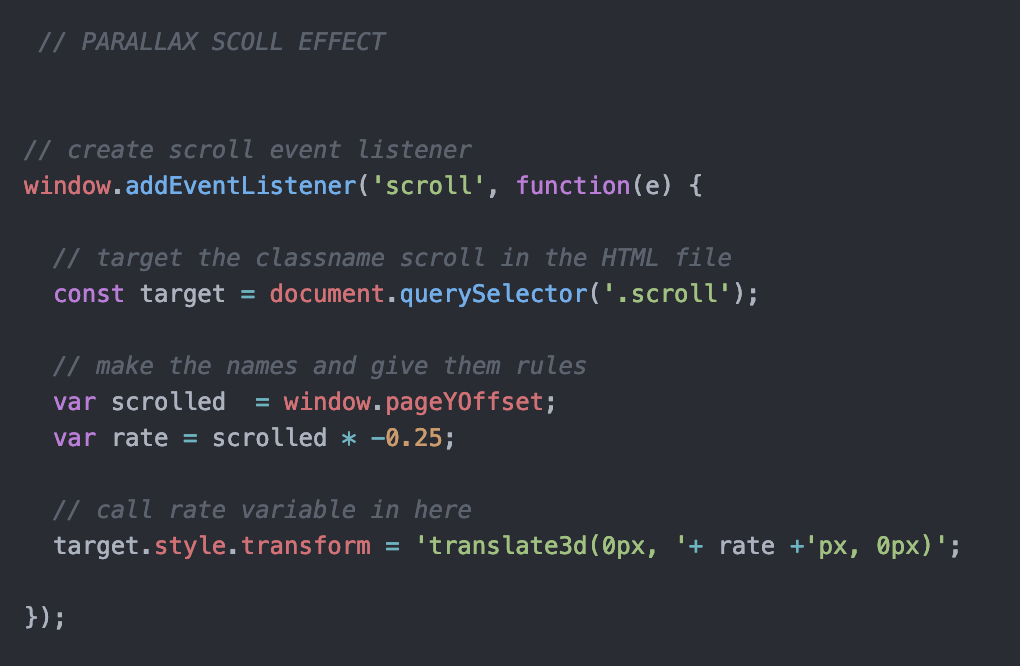 // PARALLAX SCOLL EFFECT
// create scroll event listener
window.addEventListener('scroll', function(e) {
// target the classname scroll in the HTML file
const target = document.querySelector('.scroll');
// make the names and give them rules
var scrolled  = window.pageYOffset;
var rate = scrolled * -0.25;
// call rate variable in here
target.style.transform = 'translate3d(0px, '+ rate +'px, 0px)';
});